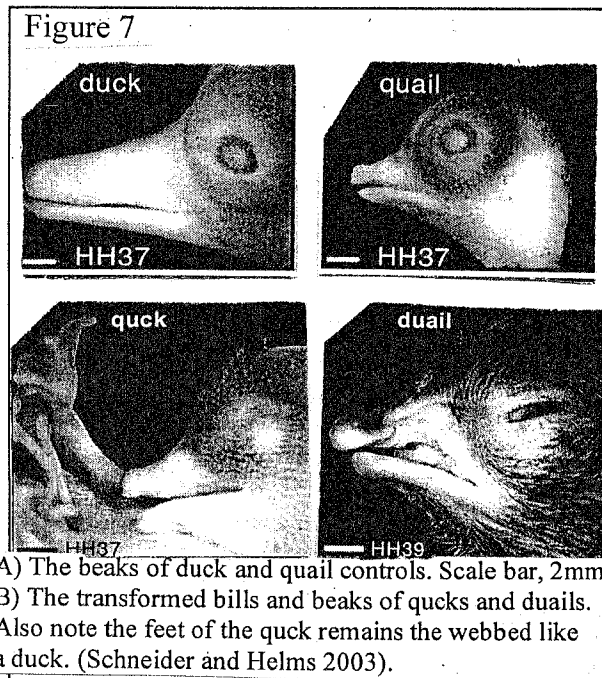 Figure 7
duck
quail
HH37
HH37
quck
duail
HH37
HH39
A) The beaks of duck and quail controls. Scale bar, 2mm
B) The transformed bills and beaks of qucks and duails.
Also note the feet of the quck remains the webbed like
a duck. (Schneider and Helms 2003).